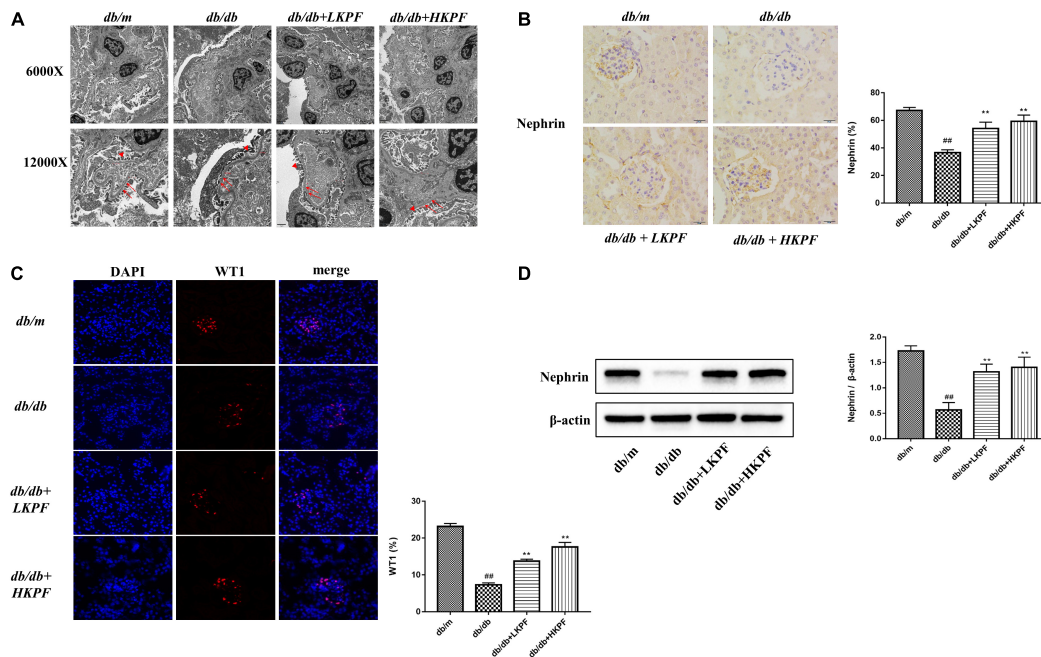 A
db/m
db/db
db/db+LKPF
db/db+HKPF
6000X
12000X
B
db/m
db/db
Nephrin
db/db + LKPF
db/db + HKPF
Nephrin (%)
80
60
40
20
0
##
**
**
db/m
db/db
db/db+LKPF
db/db+HKPF
C
DAPI
WT1
merge
db/m
db/db
db/db+
LKPF
db/db+
HKPF
WT1 (%)
30
20
10
0
##
**
**
db/m
db/db
db/db+LKPF
db/db+HKPF
D
Nephrin
β-actin
db/m
db/db
db/db+LKPF
db/db+HKPF
Nephrin / β-actin
2.0
1.5
1.0
0.5
0.0
##
**
**
db/m
db/db
db/db+LKPF
db/db+HKPF